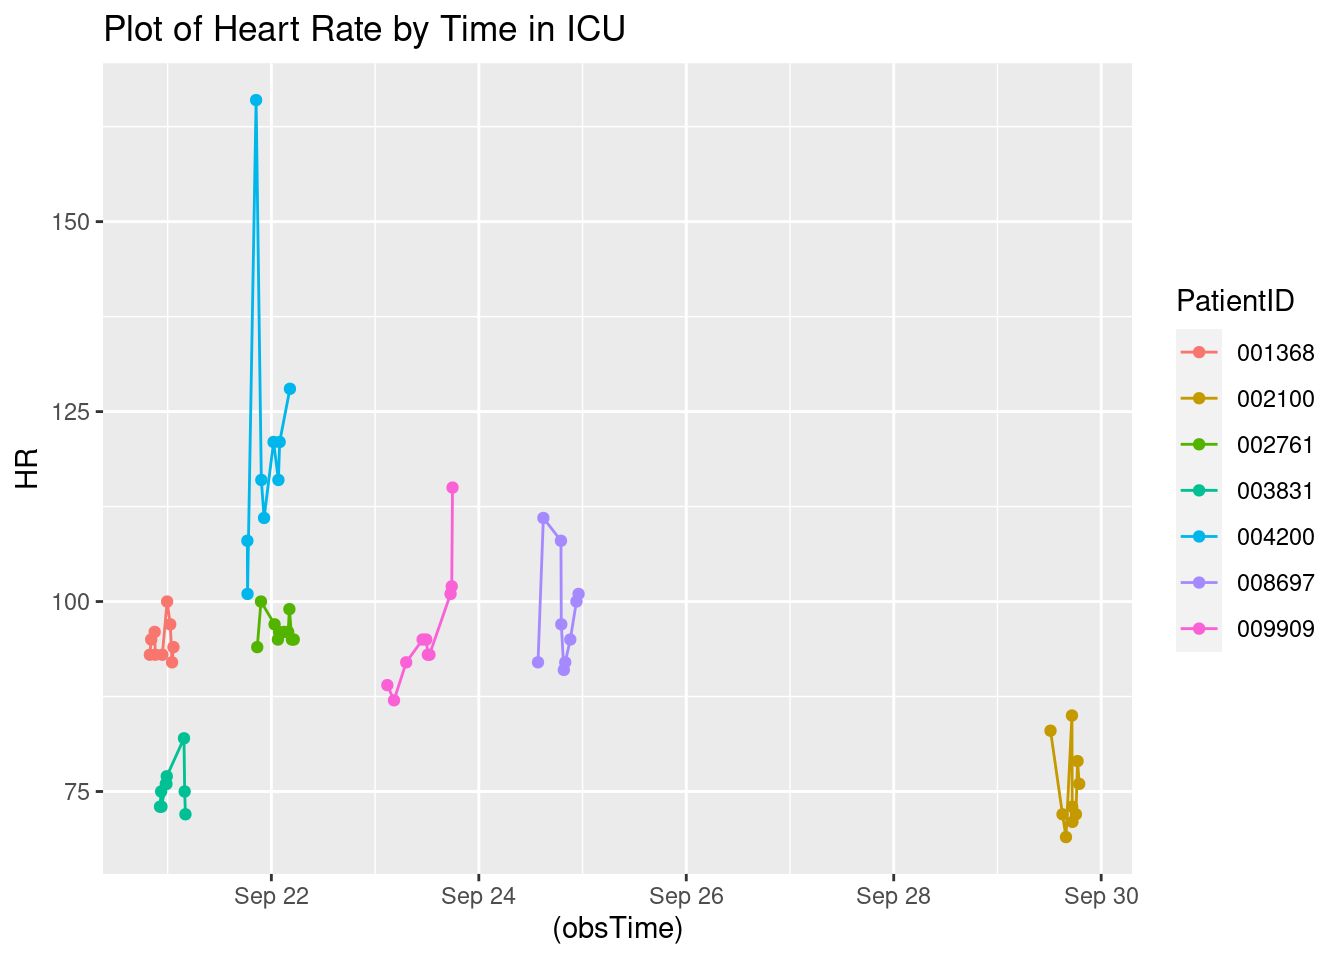 Plot of Heart Rate by Time in ICU
150
125
100
75
HR
Sep 22
Sep 24
Sep 26
Sep 28
Sep 30
(obsTime)
PatientID
001368
002100
002761
003831
004200
008697
009909